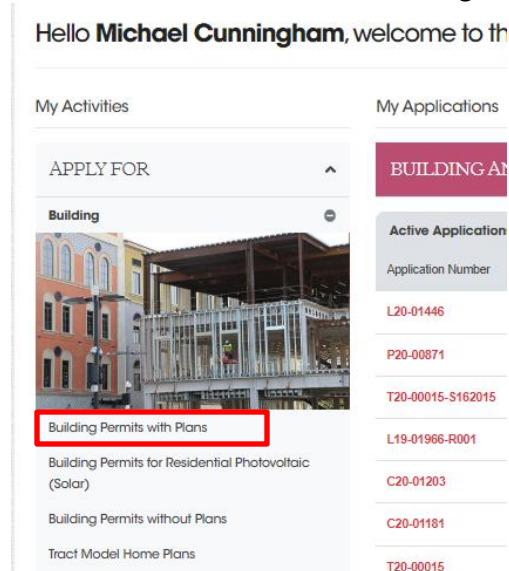 Hello Michael Cunningham, welcome to th
My Activities
APPLY FOR
Building
Building Permits with Plans
Building Permits for Residential Photovoltaic
(Solar)
Building Permits without Plans
Tract Model Home Plans
My Applications
BUILDING AN
Active Applications
Application Number
L20-01446
P20-00871
T20-00015-S162015
L19-01966-R001
C20-01203
C20-01181
T20-00015